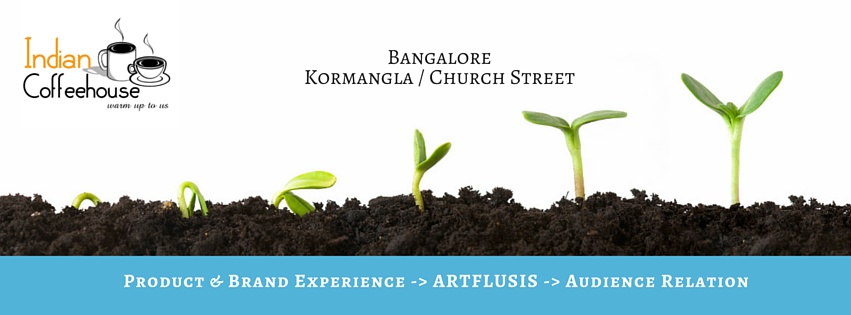 Indian
Coffeehouse
warm up to us
Bangalore
Kormangla / Church Street
Product & Brand Experience -> ARTFLUSIS -> Audience Relation